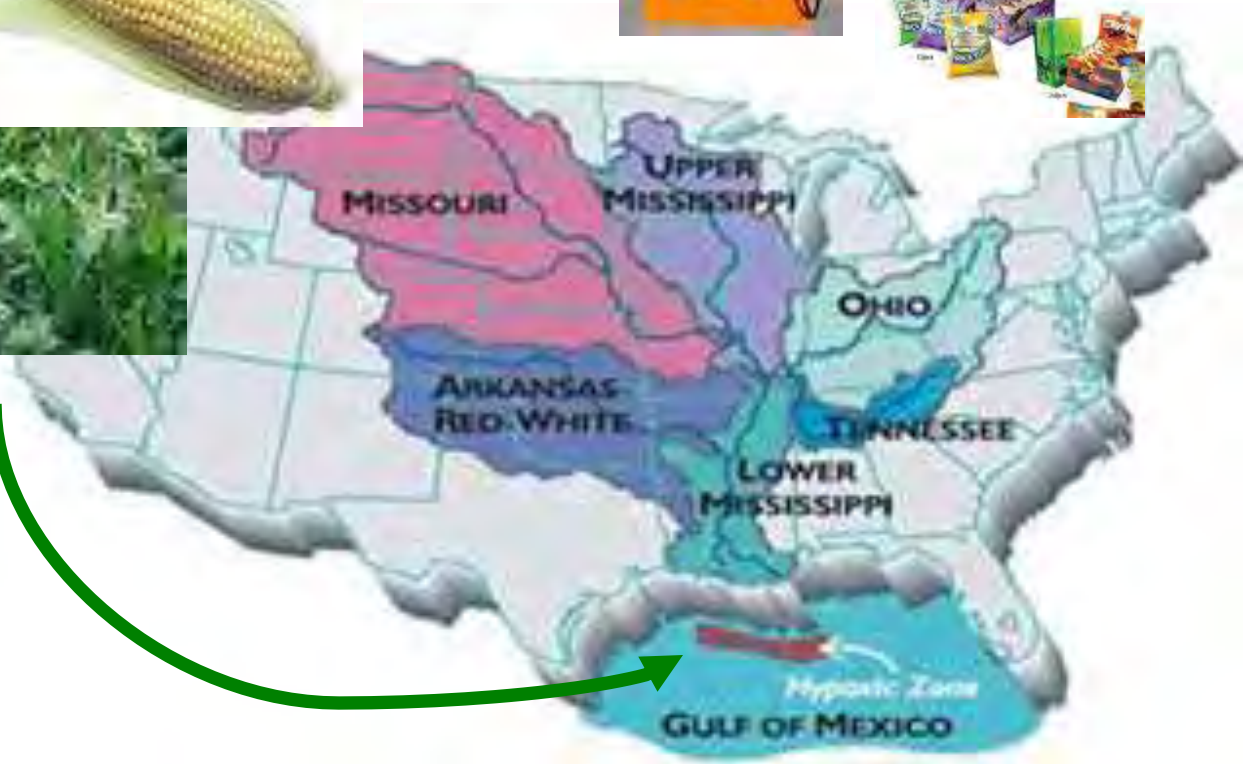 UPPER
MISSISSIPPI
MISSOURI
OHIO
ARKANSAS-
RED-WHITE
TENNESSEE
LOWER
MISSISSIPPI
Hypoxic Zone
GULF OF MEXICO